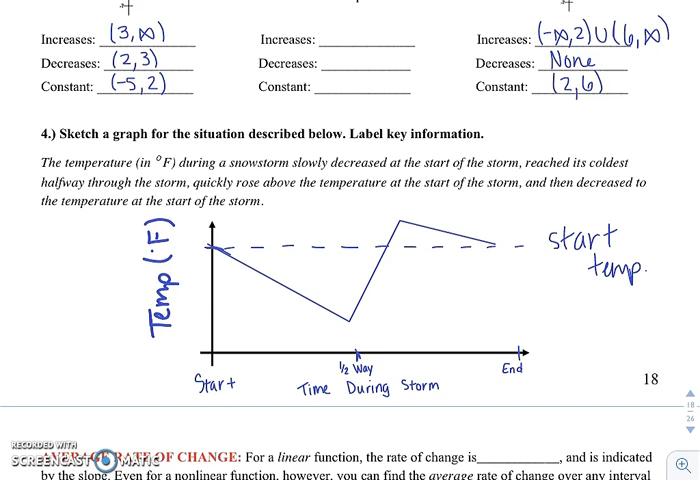 Increases: (3, ∞) Increases: Increases: (-∞,2)∪(6,∞)
Decreases: (2,3) Decreases: Decreases: None
Constant: (-5,2) Constant: Constant: (2,6)
4.) Sketch a graph for the situation described below. Label key information.
The temperature (in °F) during a snowstorm slowly decreased at the start of the storm, reached its coldest
halfway through the storm, quickly rose above the temperature at the start of the storm, and then decreased to
the temperature at the start of the storm.
Temp (°F)
start
temp.
1/2 Way
End
Start
Time During Storm
18
18
26
RECORDED WITH
SCREENCAST O MATIC
AVERAGE RATE OF CHANGE: For a linear function, the rate of change is , and is indicated
by the slope. Even for a nonlinear function, however, you can find the average rate of change over any interval